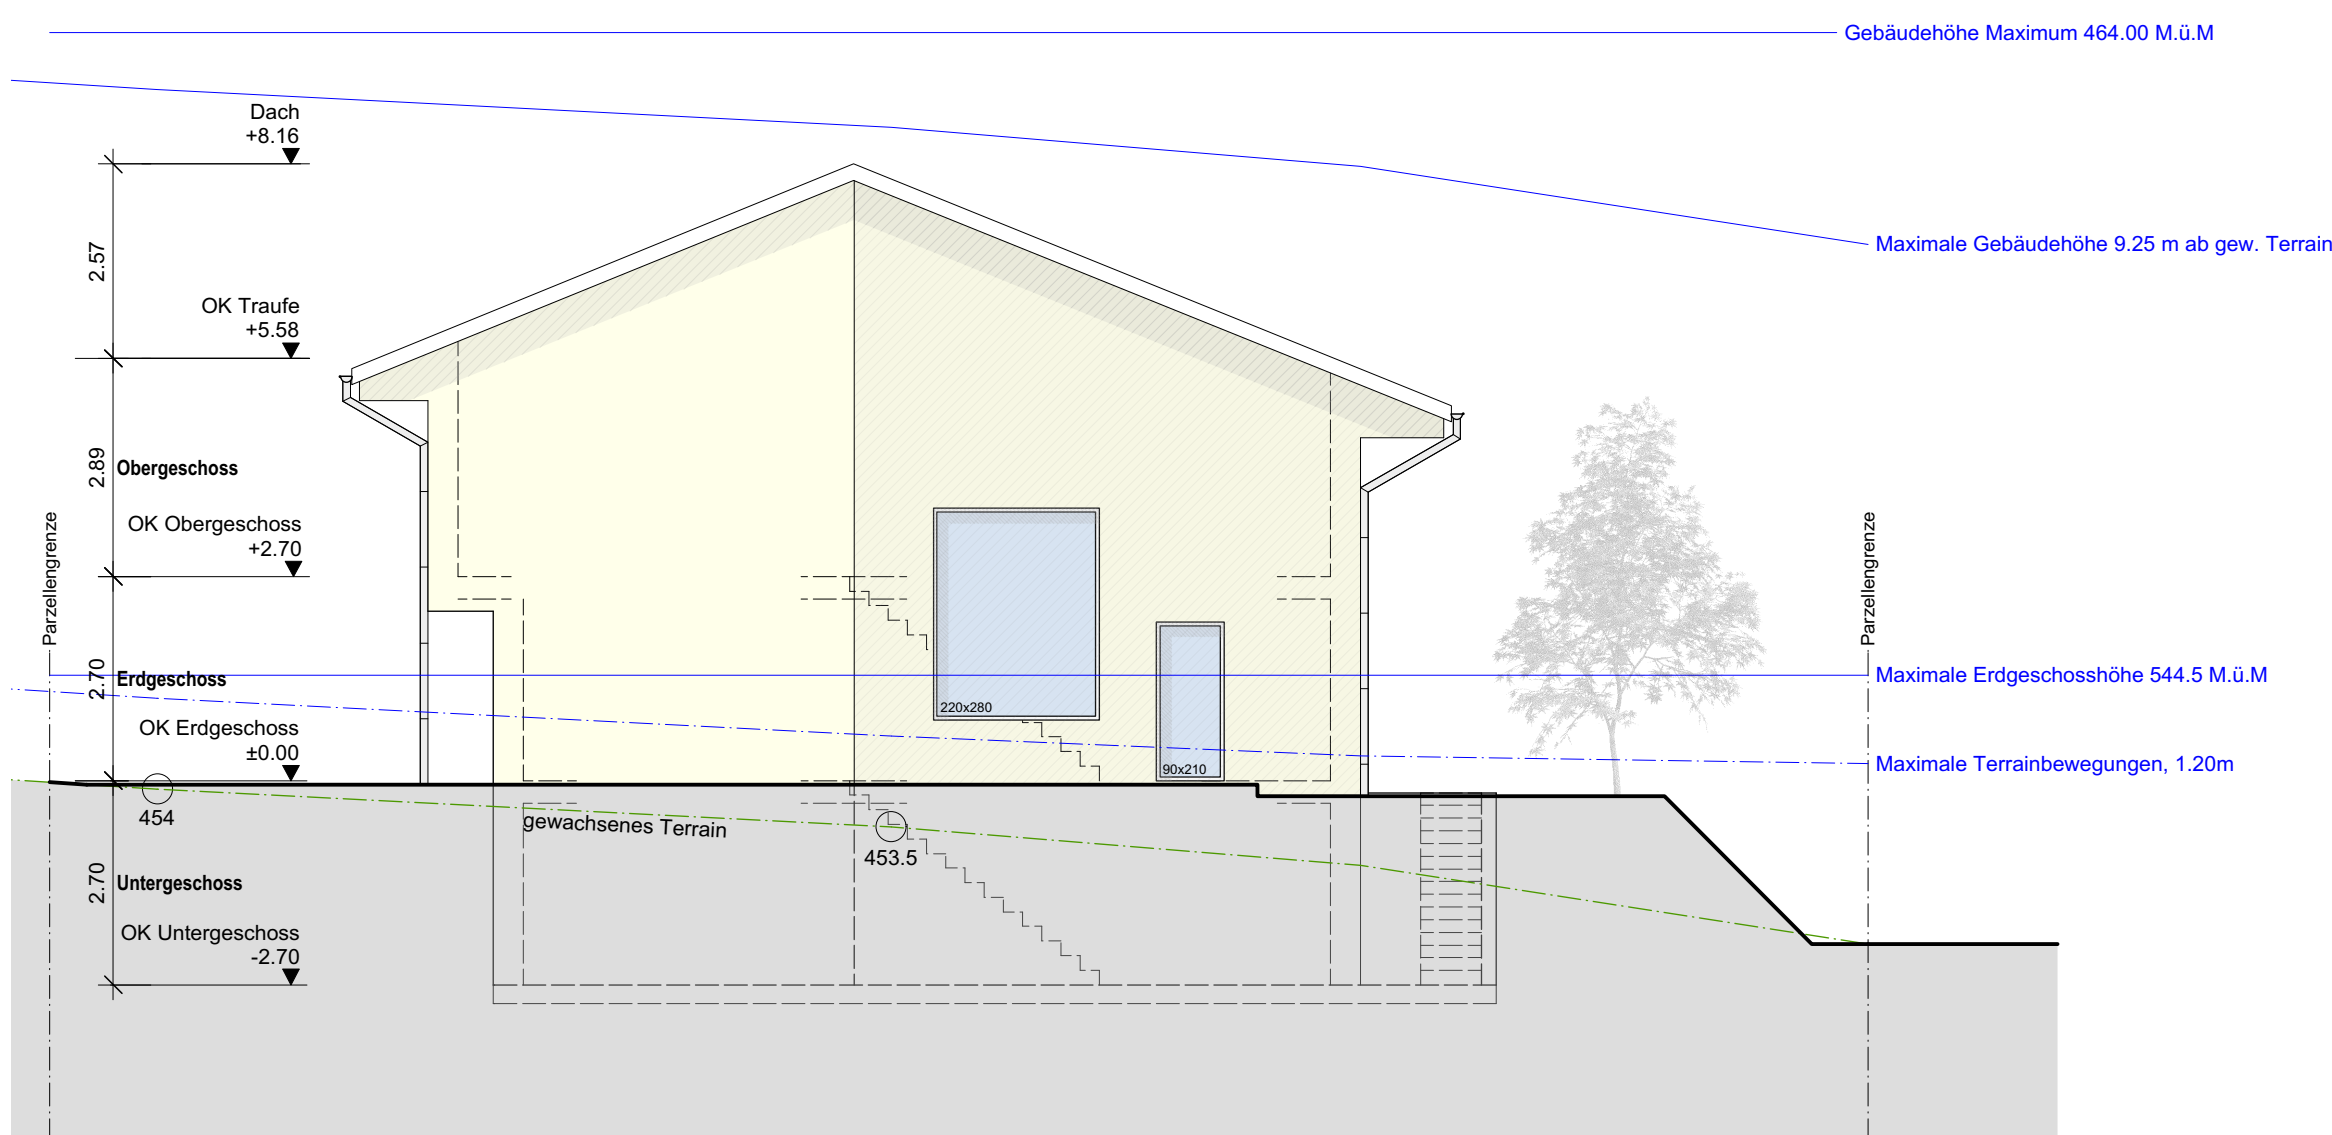 Gebäudehöhe Maximum 464.00 M.ü.M
Dach
+8.16
2.57
Maximale Gebäudehöhe 9.25 m ab gew. Terrain
OK Traufe
+5.58
2.89
Obergeschoss
OK Obergeschoss
+2.70
Parzellengrenze
Parzellengrenze
2.70
Erdgeschoss
Maximale Erdgeschosshöhe 544.5 M.ü.M
220x280
OK Erdgeschoss
±0.00
90x210
Maximale Terrainbewegungen, 1.20m
454
gewachsenes Terrain
453.5
2.70
Untergeschoss
OK Untergeschoss
-2.70